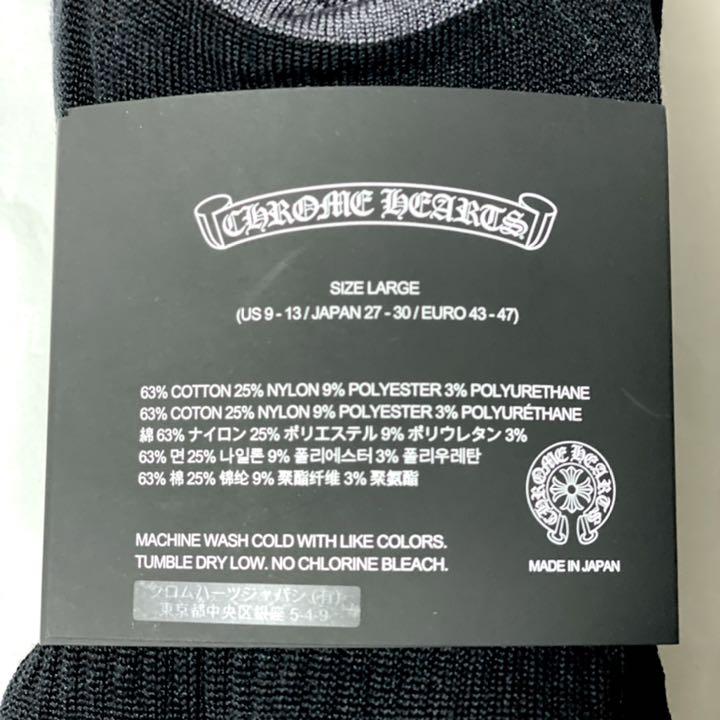 CHROME HEARTS
SIZE LARGE
(US 9 - 13 / JAPAN 27 - 30 / EURO 43 - 47)
63% COTTON 25% NYLON 9% POLYESTER 3% POLYURETHANE
63% COTON 25% NYLON 9% POLYESTER 3% POLYURÉTHANE
綿 63% ナイロン 25% ポリエステル 9% ポリウレタン 3%
63% 면 25% 나일론 9% 폴리에스터 3% 폴리우레탄
63% 棉 25% 锦纶 9% 聚酯纤维 3% 聚氨酯
CHROME HEARTS
MADE IN JAPAN
MACHINE WASH COLD WITH LIKE COLORS.
TUMBLE DRY LOW. NO CHLORINE BLEACH.
クロムハーツジャパン (有)
東京都中央区銀座 5-4-9